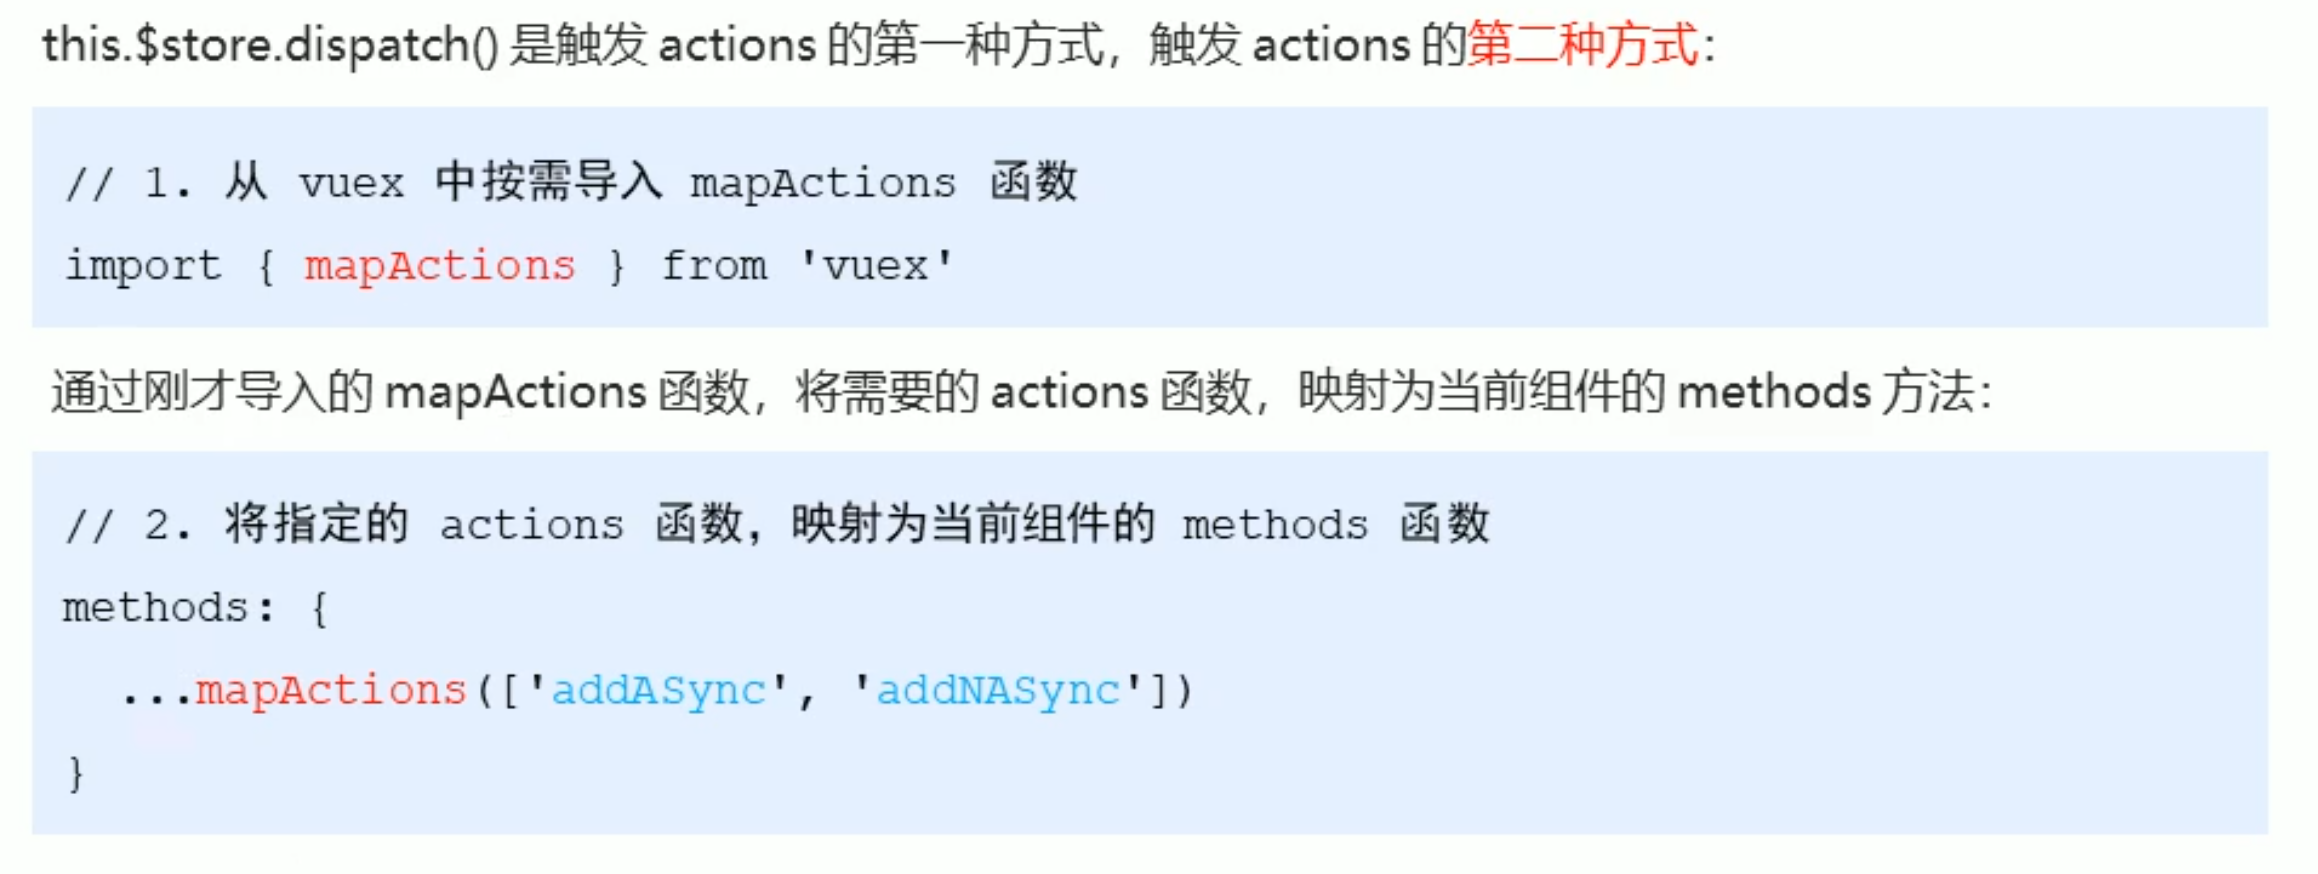 this.$store.dispatch() 是触发 actions 的第一种方式，触发 actions 的第二种方式：
// 1. 从 vuex 中按需导入 mapActions 函数
import { mapActions } from 'vuex'
通过刚才导入的 mapActions 函数，将需要的 actions 函数，映射为当前组件的 methods 方法：
// 2. 将指定的 actions 函数，映射为当前组件的 methods 函数
methods: {
  ...mapActions(['addASync', 'addNASync'])
}